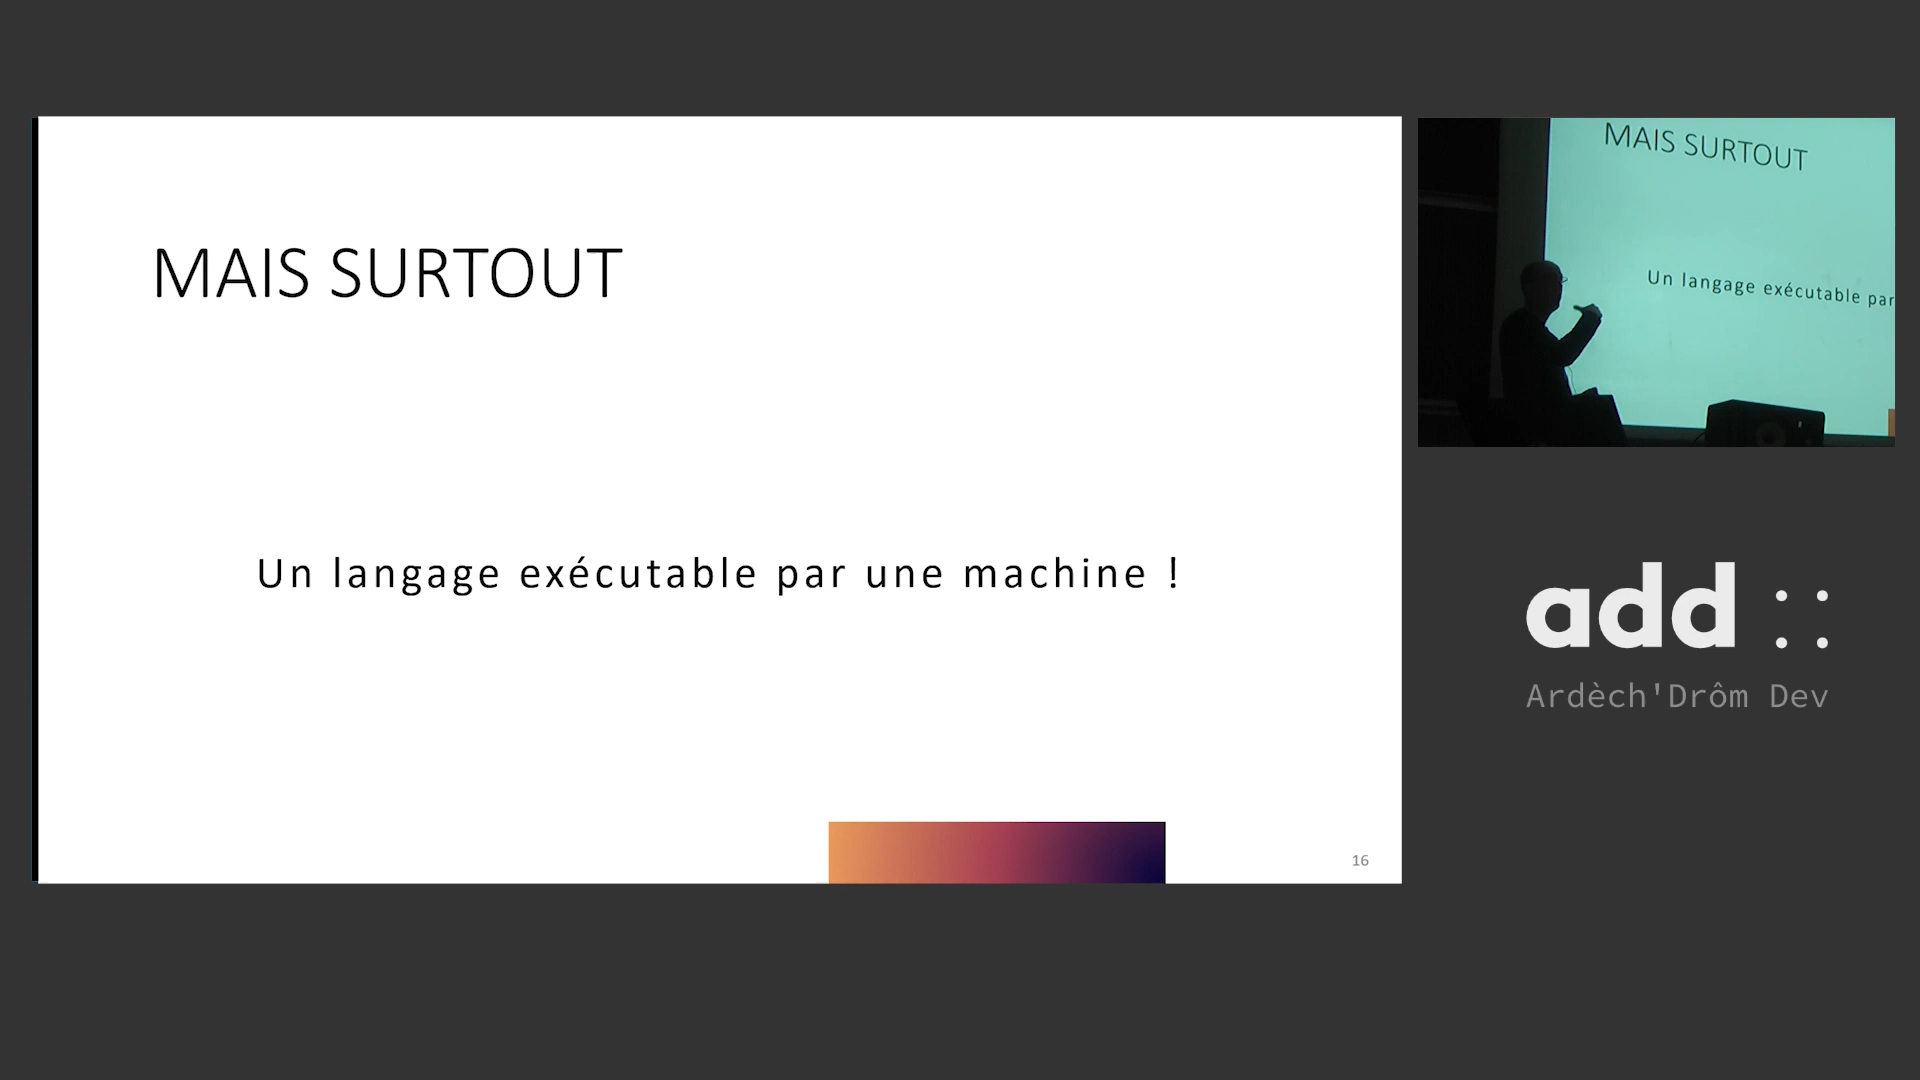 MAIS SURTOUT
Un langage exécutable par une machine !
16
MAIS SURTOUT
Un langage exécutable par
add ::
Ardèch'Drôm Dev